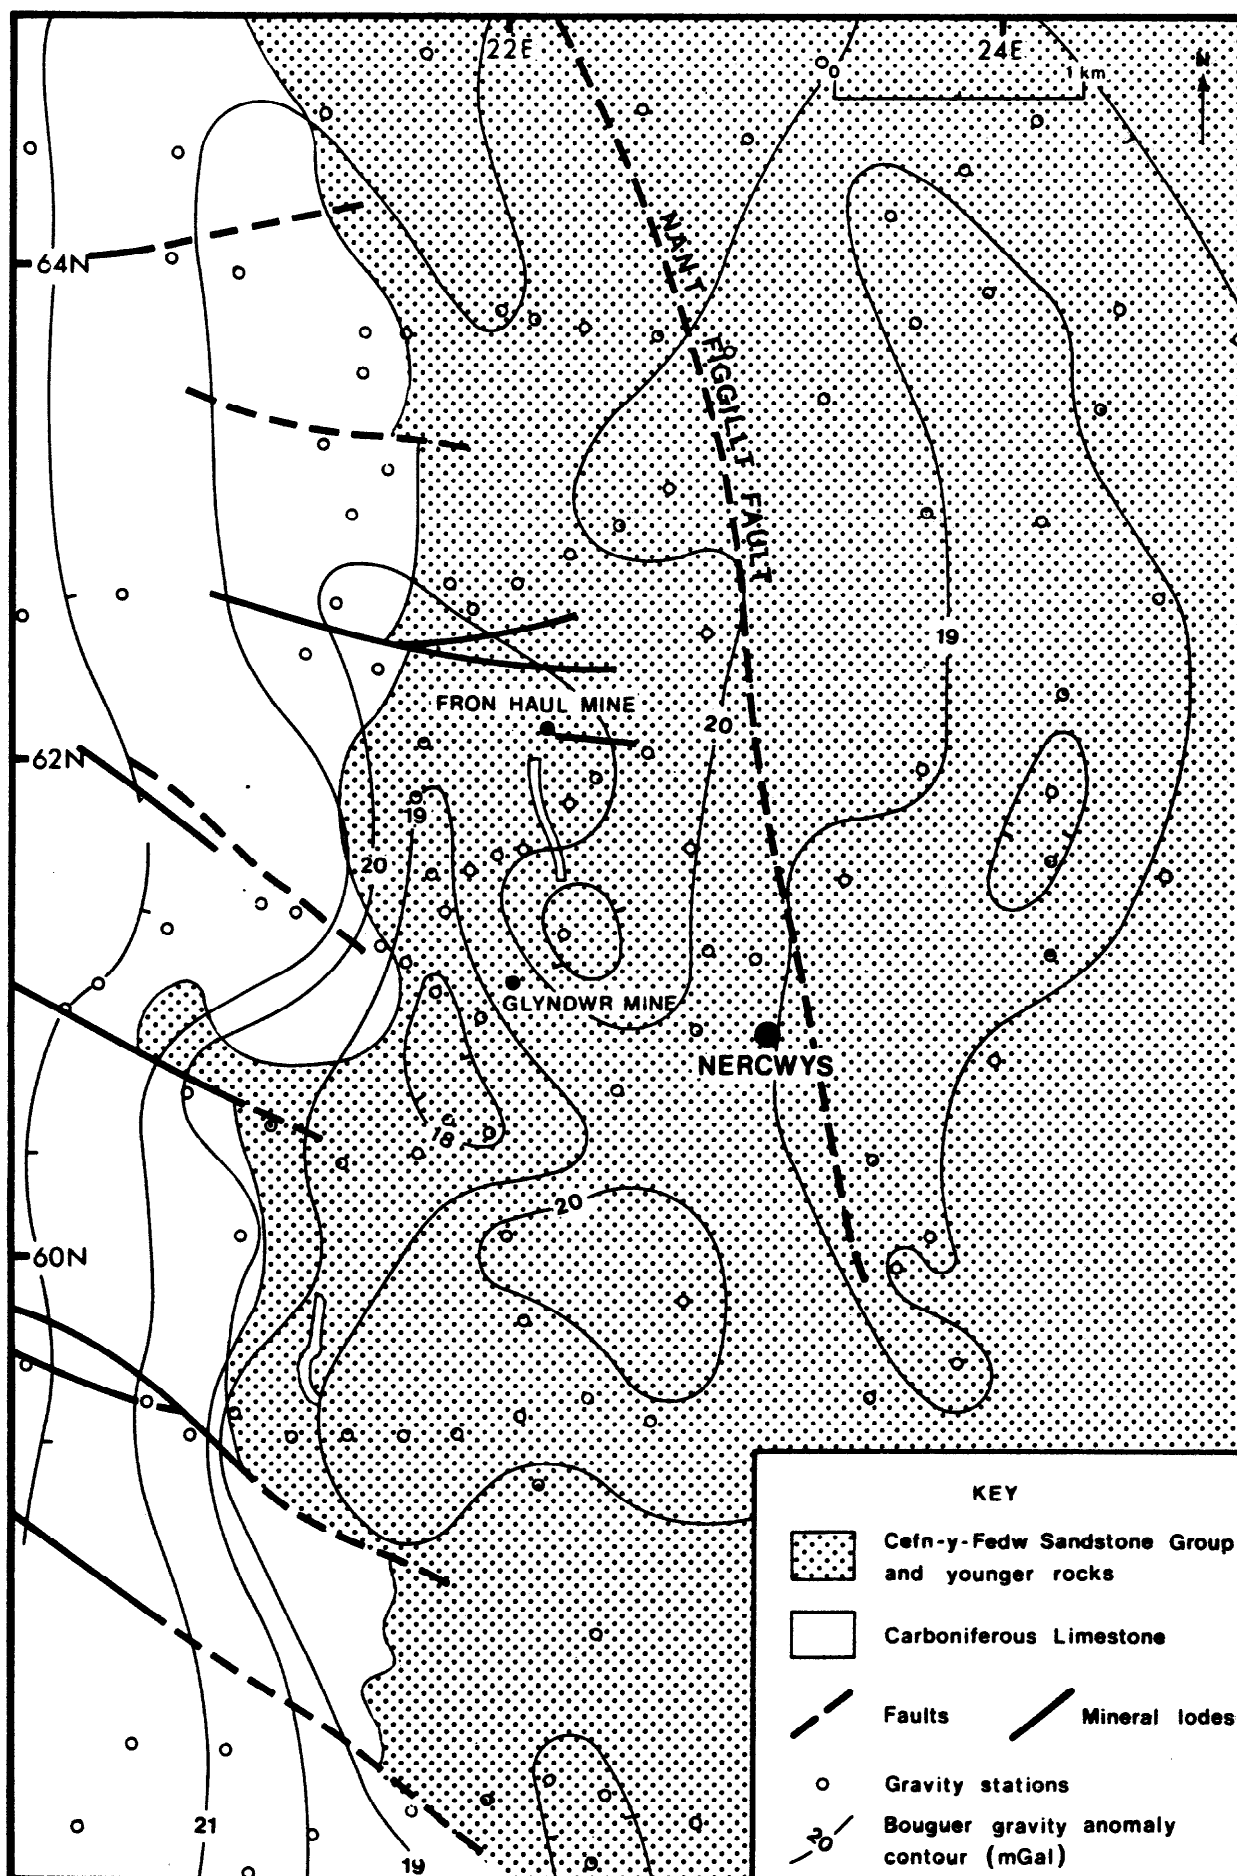 22E
24E
N
0
1 km
64N
NANT FIGGILLT FAULT
19
FRON HAUL MINE
20
62N
19
20
GLYNDWR MINE
NERCWYS
18
20
60N
21
19
KEY
Cefn-y-Fedw Sandstone Group
and younger rocks
Carboniferous Limestone
Faults
Mineral lodes
Gravity stations
20
Bouguer gravity anomaly
contour (mGal)